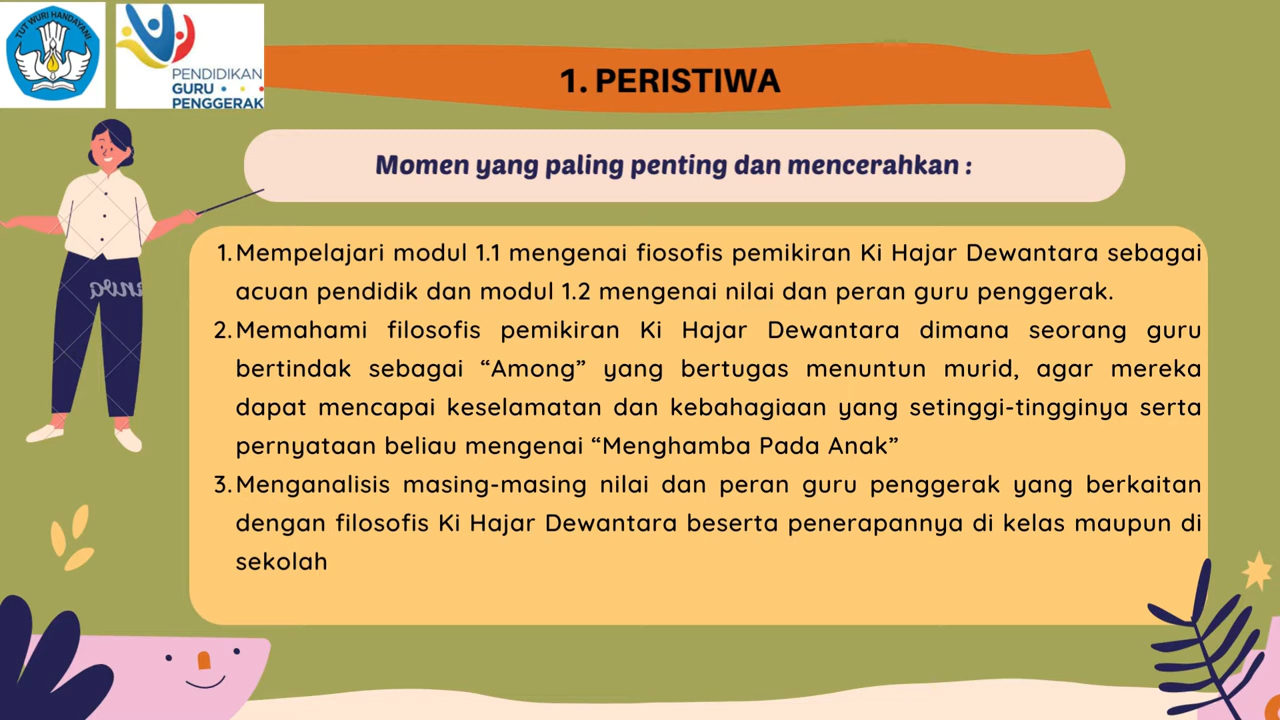 TUT WURI HANDAYANI
PENDIDIKAN
GURU
PENGGERAK
1. PERISTIWA
Momen yang paling penting dan mencerahkan :
1. Mempelajari modul 1.1 mengenai fiosofis pemikiran Ki Hajar Dewantara sebagai
acuan pendidik dan modul 1.2 mengenai nilai dan peran guru penggerak.
2. Memahami filosofis pemikiran Ki Hajar Dewantara dimana seorang guru
bertindak sebagai “Among” yang bertugas menuntun murid, agar mereka
dapat mencapai keselamatan dan kebahagiaan yang setinggi-tingginya serta
pernyataan beliau mengenai “Menghamba Pada Anak”
3. Menganalisis masing-masing nilai dan peran guru penggerak yang berkaitan
dengan filosofis Ki Hajar Dewantara beserta penerapannya di kelas maupun di
sekolah